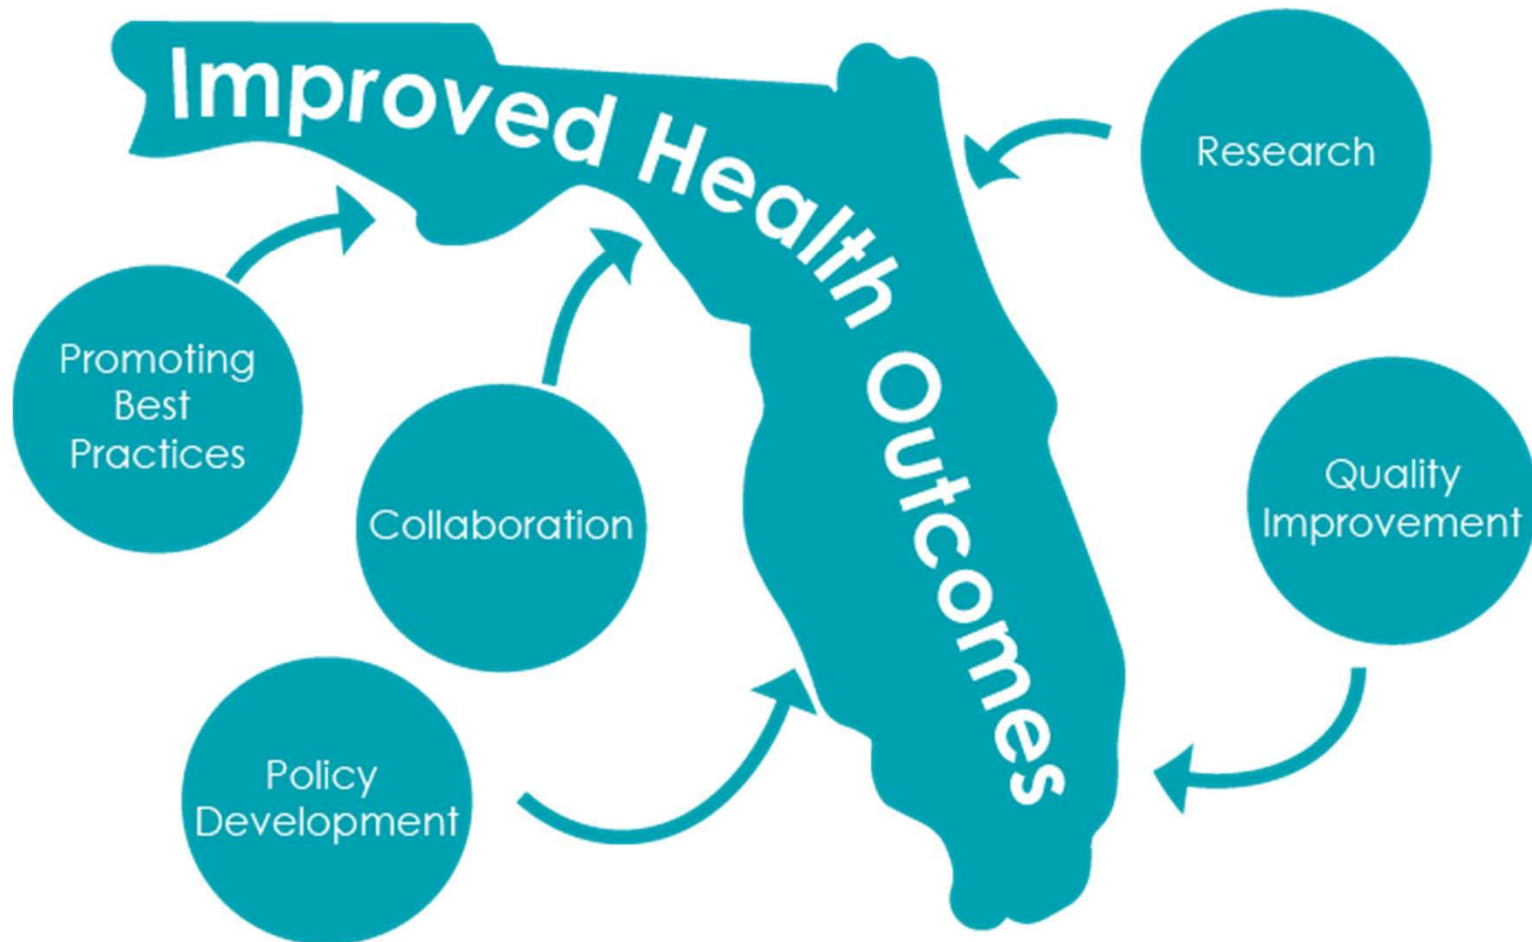 Improved Health Outcomes
Research
Promoting
Best
Practices
Collaboration
Quality
Improvement
Policy
Development